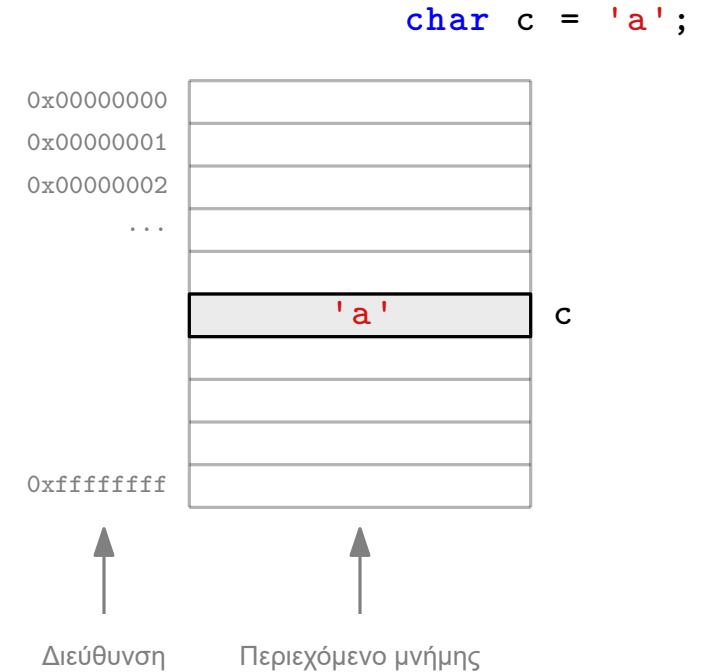 char c = 'a';
0x00000000
0x00000001
0x00000002
...
'a' c
0xffffffff
Διεύθυνση Περιεχόμενο μνήμης